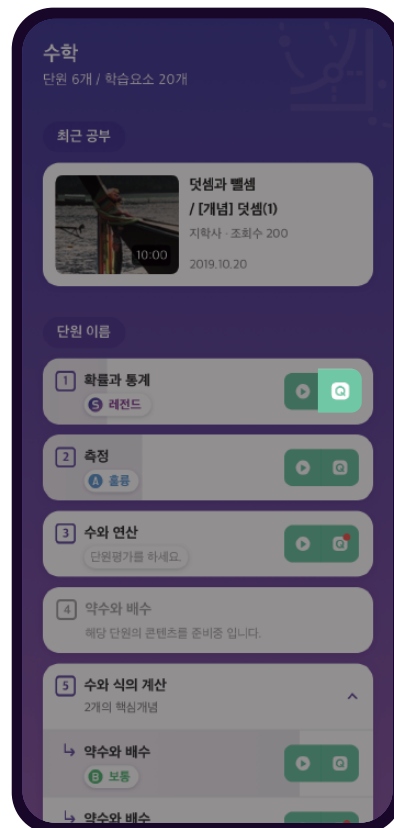 수학
단원 6개 / 학습요소 20개
최근 공부
덧셈과 뺄셈
/ [개념] 덧셈(1)
지학사 · 조회수 200
10:00
2019.10.20
단원 이름
1 확률과 통계
S 레전드
Q
2 측정
A 훌륭
Q
3 수와 연산
단원평가를 하세요.
Q
4 약수와 배수
해당 단원의 콘텐츠를 준비중 입니다.
5 수와 식의 계산
2개의 핵심개념
약수와 배수
B 보통
Q
약수와 배수